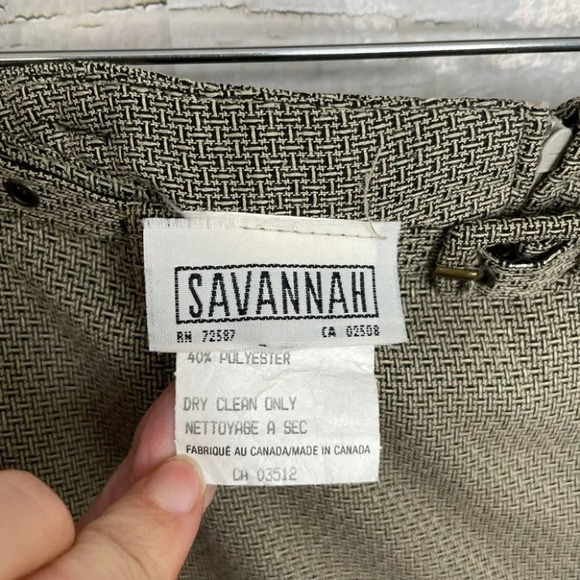 SAVANNAH
RN 72587 CA 02508
40% POLYESTER
DRY CLEAN ONLY
NETTOYAGE A SEC
FABRIQUÉ AU CANADA/MADE IN CANADA
CA 03512